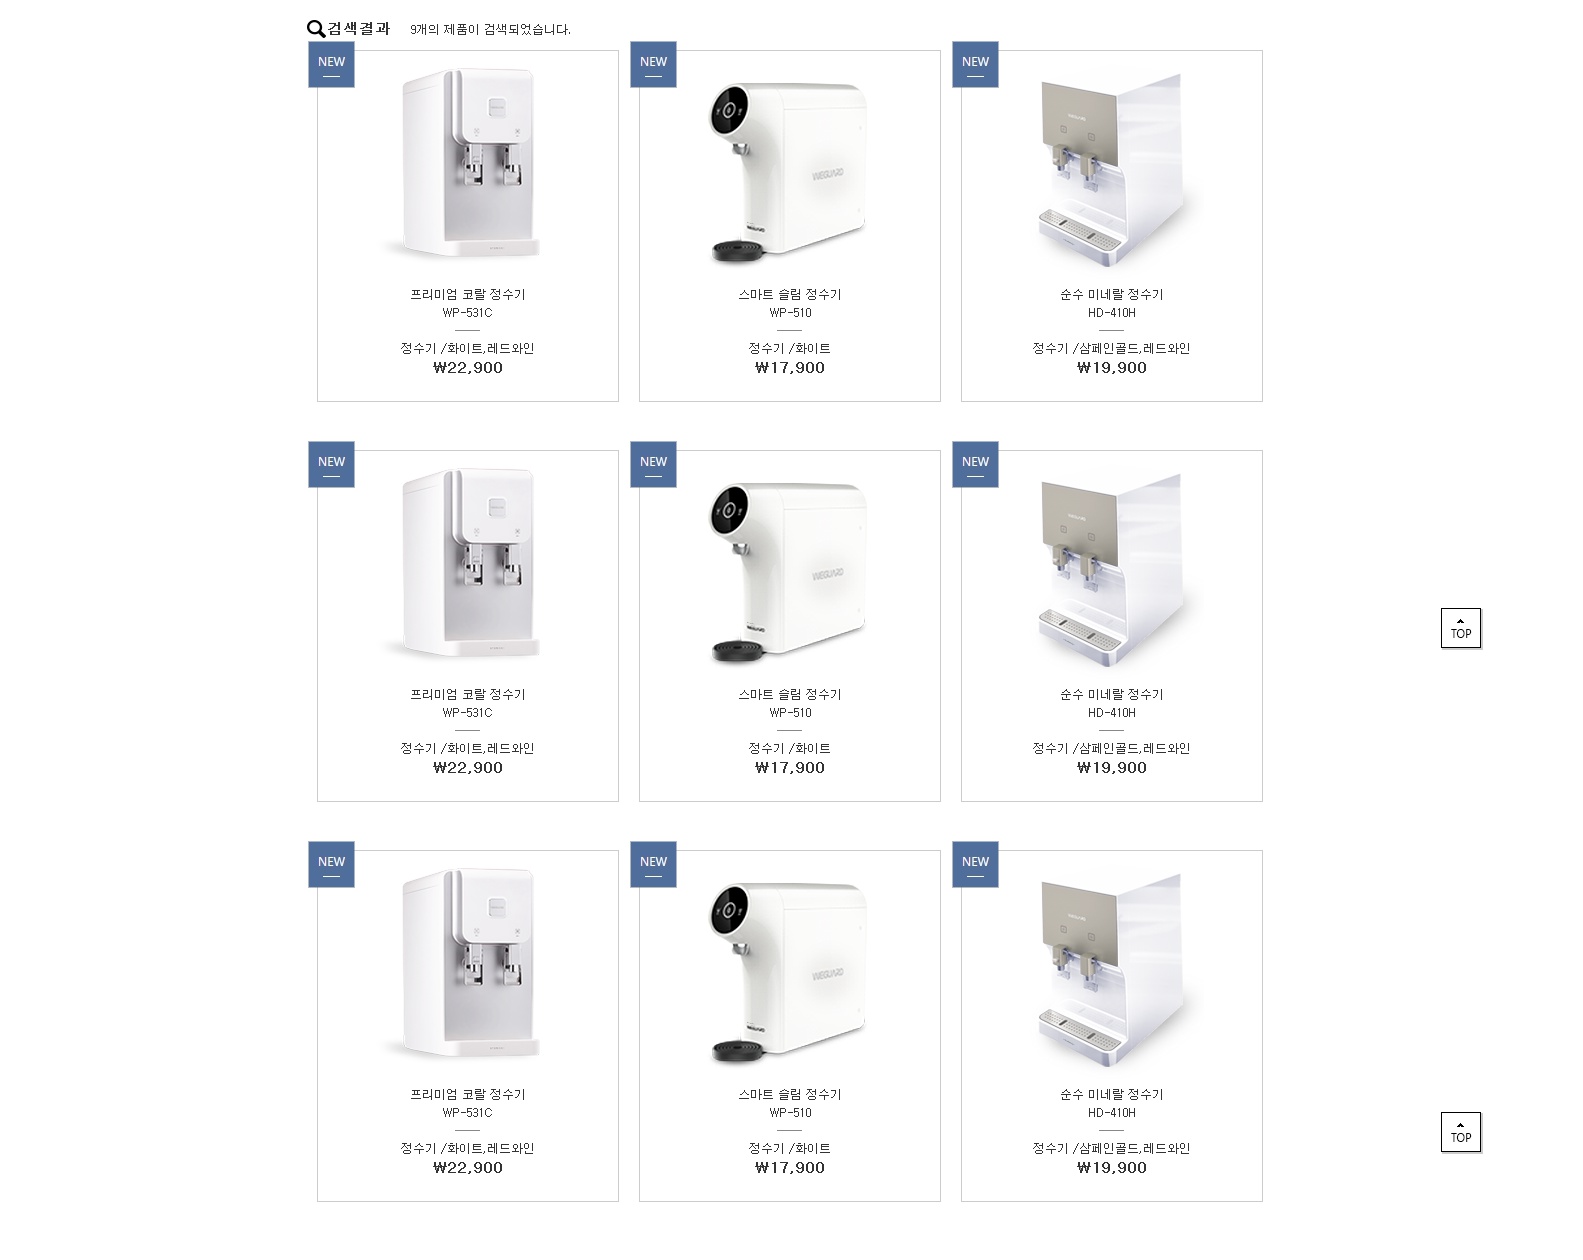 검색결과 9개의 제품이 검색되었습니다.
NEW
NEW
NEW
WEGUARD
WEGUARD
프리미엄 코랄 정수기
WP-531C
정수기 /화이트,레드와인
₩22,900
스마트 슬림 정수기
WP-510
정수기 /화이트
₩17,900
순수 미네랄 정수기
HD-410H
정수기 /샴페인골드,레드와인
₩19,900
NEW
NEW
NEW
WEGUARD
WEGUARD
TOP
프리미엄 코랄 정수기
WP-531C
정수기 /화이트,레드와인
₩22,900
스마트 슬림 정수기
WP-510
정수기 /화이트
₩17,900
순수 미네랄 정수기
HD-410H
정수기 /샴페인골드,레드와인
₩19,900
NEW
NEW
NEW
WEGUARD
WEGUARD
프리미엄 코랄 정수기
WP-531C
정수기 /화이트,레드와인
₩22,900
스마트 슬림 정수기
WP-510
정수기 /화이트
₩17,900
순수 미네랄 정수기
HD-410H
정수기 /샴페인골드,레드와인
₩19,900
TOP